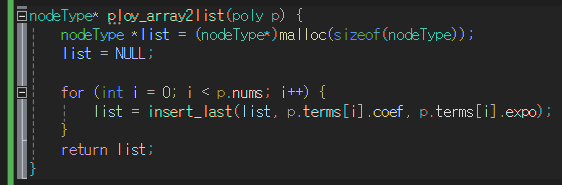 nodeType* ploy_array2list(poly p) {
nodeType *list = (nodeType*)malloc(sizeof(nodeType));
list = NULL;
for (int i = 0; i < p.nums; i++) {
list = insert_last(list, p.terms[i].coef, p.terms[i].expo);
}
return list;
}